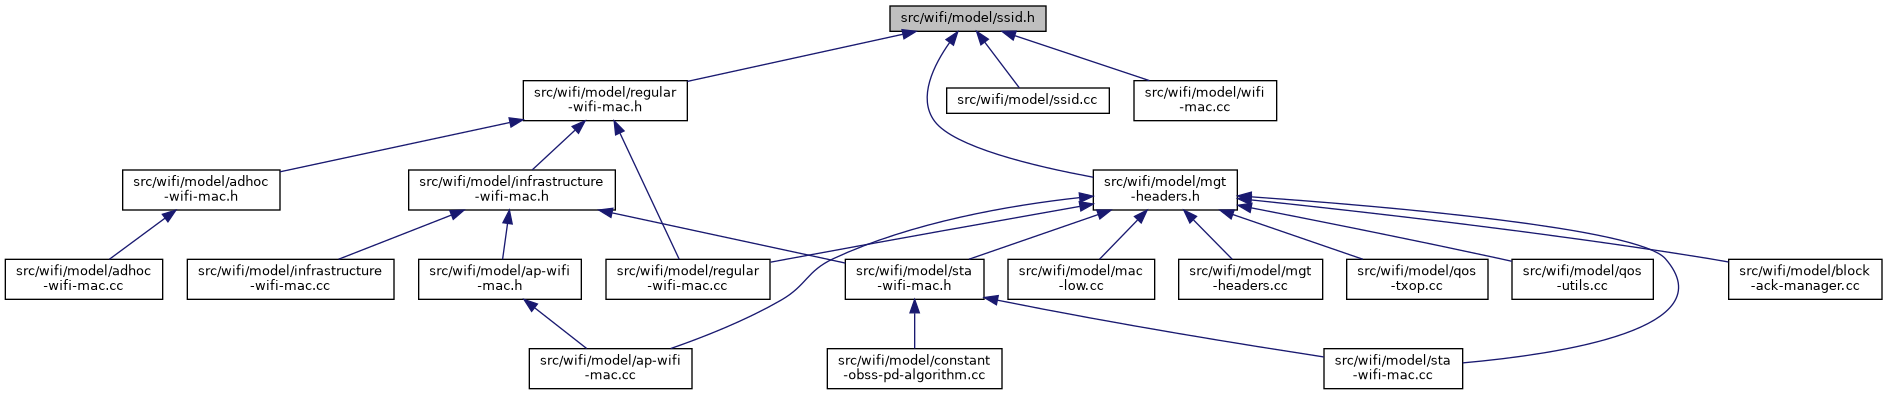 src/wifi/model/ssid.h
src/wifi/model/regular
-wifi-mac.h
src/wifi/model/ssid.cc
src/wifi/model/wifi
-mac.cc
src/wifi/model/adhoc
-wifi-mac.h
src/wifi/model/infrastructure
-wifi-mac.h
src/wifi/model/mgt
-headers.h
src/wifi/model/adhoc
-wifi-mac.cc
src/wifi/model/infrastructure
-wifi-mac.cc
src/wifi/model/ap-wifi
-mac.h
src/wifi/model/regular
-wifi-mac.cc
src/wifi/model/sta
-wifi-mac.h
src/wifi/model/mac
-low.cc
src/wifi/model/mgt
-headers.cc
src/wifi/model/qos
-txop.cc
src/wifi/model/qos
-utils.cc
src/wifi/model/block
-ack-manager.cc
src/wifi/model/ap-wifi
-mac.cc
src/wifi/model/constant
-obss-pd-algorithm.cc
src/wifi/model/sta
-wifi-mac.cc